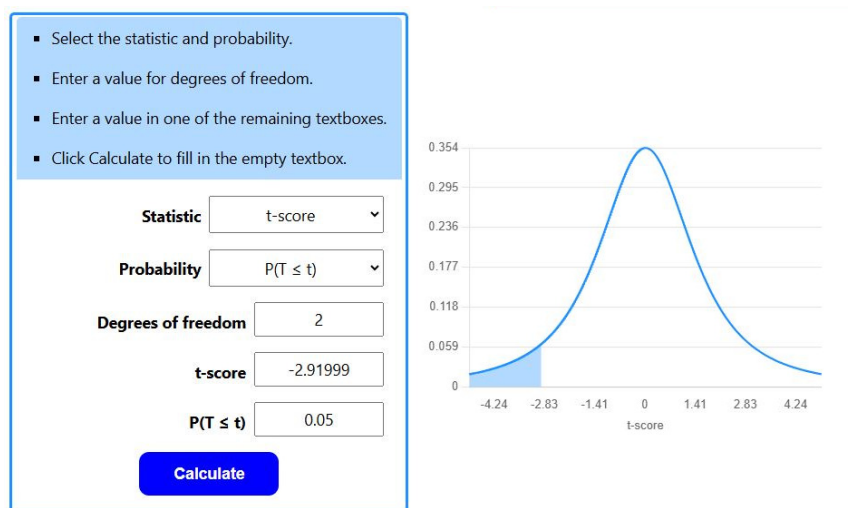 ▪ Select the statistic and probability.
▪ Enter a value for degrees of freedom.
▪ Enter a value in one of the remaining textboxes.
▪ Click Calculate to fill in the empty textbox.
Statistic t-score
Probability P(T ≤ t)
Degrees of freedom 2
t-score -2.91999
P(T ≤ t) 0.05
Calculate
0.354
0.295
0.236
0.177
0.118
0.059
0
-4.24 -2.83 -1.41 0 1.41 2.83 4.24
t-score